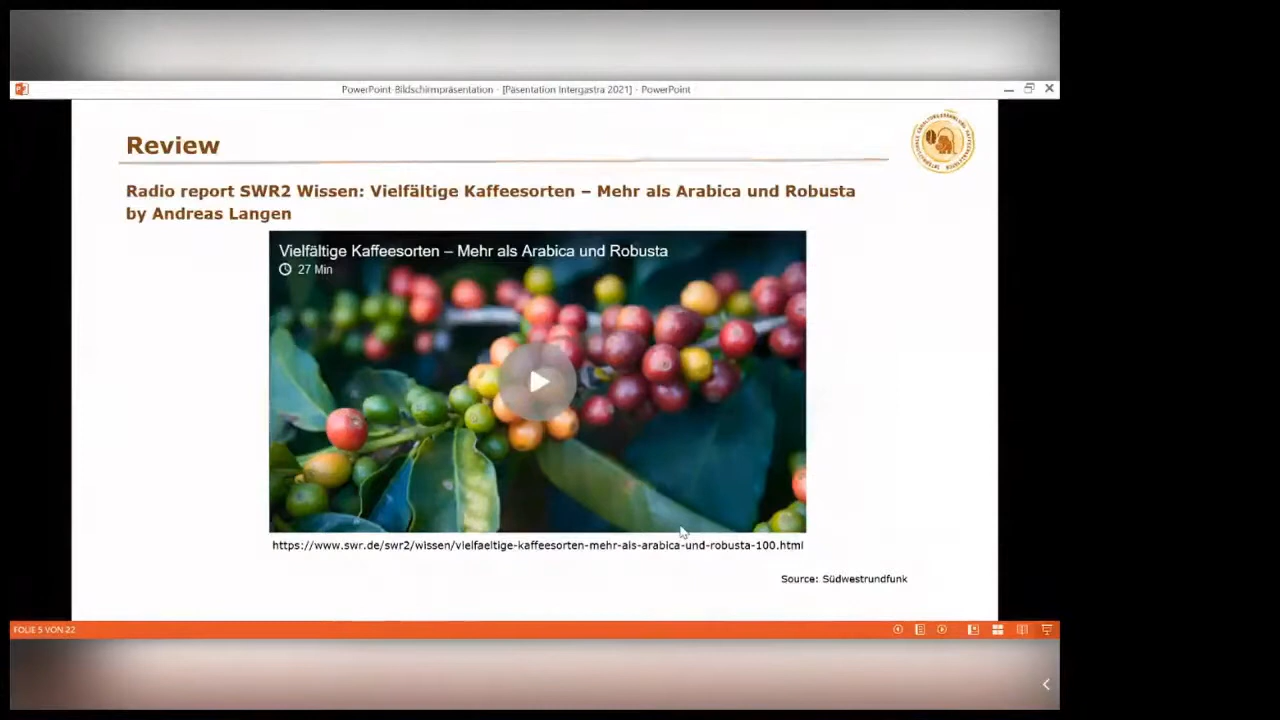 PowerPoint-Bildschirmpräsentation - [Päsentation Intergastra 2021] - PowerPoint
Review
Radio report SWR2 Wissen: Vielfältige Kaffeesorten – Mehr als Arabica und Robusta
by Andreas Langen
Vielfältige Kaffeesorten – Mehr als Arabica und Robusta
27 Min
https://www.swr.de/swr2/wissen/vielfaeltige-kaffeesorten-mehr-als-arabica-und-robusta-100.html
Source: Südwestrundfunk
FOLIE 5 VON 22